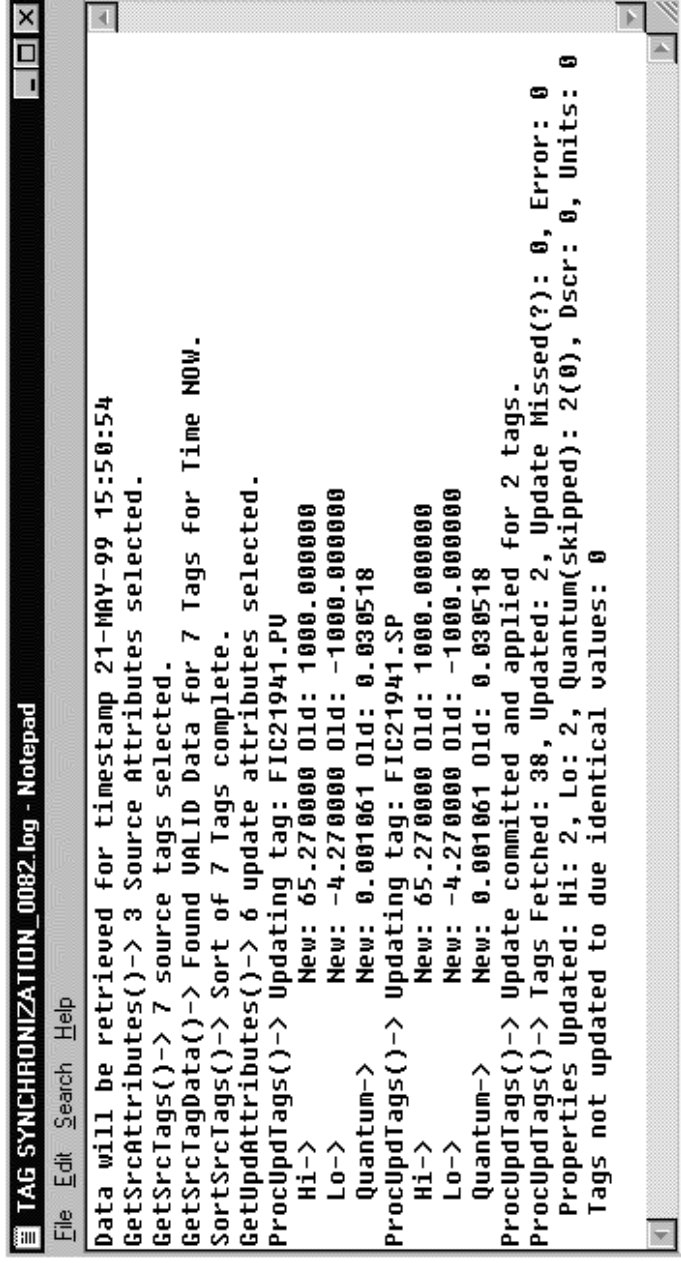 TAG SYNCHRONIZATION_0082.log - Notepad
File Edit Search Help
Data will be retrieved for timestamp 21-MAY-99 15:50:54
GetSrcAttributes()-> 3 Source Attributes selected.
GetSrcTags()-> 7 source tags selected.
GetSrcTagData()-> Found VALID Data for 7 Tags for Time NOW.
SortSrcTags()-> Sort of 7 Tags complete.
GetUpdAttributes()-> 6 update attributes selected.
ProcUpdTags()-> Updating tag: FIC21941.PV
Hi-> New: 65.270000 Old: 1000.000000
Lo-> New: -4.270000 Old: -1000.000000
Quantum-> New: 0.001061 Old: 0.030518
ProcUpdTags()-> Updating tag: FIC21941.SP
Hi-> New: 65.270000 Old: 1000.000000
Lo-> New: -4.270000 Old: -1000.000000
Quantum-> New: 0.001061 Old: 0.030518
ProcUpdTags()-> Update committed and applied for 2 tags.
ProcUpdTags()-> Tags Fetched: 38, Updated: 2, Update Missed(?): 0, Error: 0
Properties Updated: Hi: 2, Lo: 2, Quantum(skipped): 2(0), Dscr: 0, Units: 0
Tags not updated to due identical values: 0